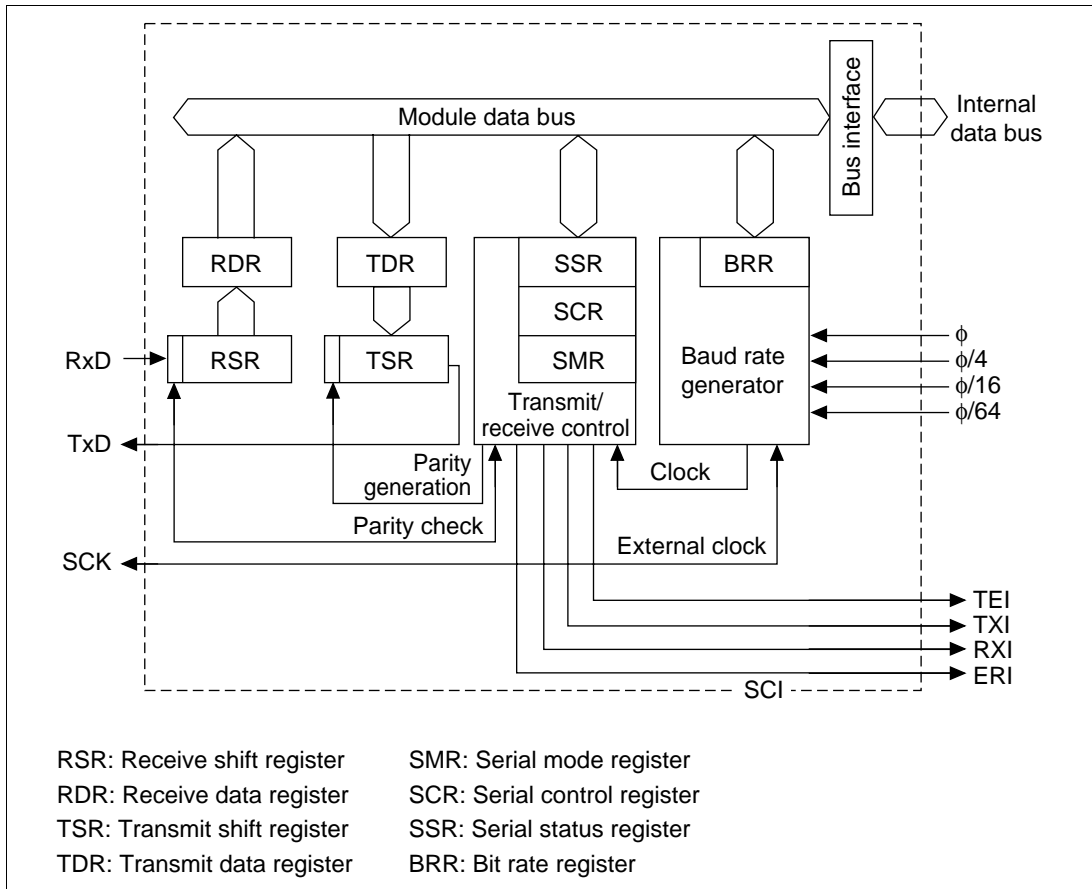 Module data bus
Bus interface
Internal
data bus
RDR
TDR
SSR
BRR
SCR
RxD
RSR
TSR
SMR
Baud rate
generator
ϕ
ϕ/4
ϕ/16
ϕ/64
Transmit/
receive control
TxD
Parity
generation
Clock
Parity check
External clock
SCK
TEI
TXI
RXI
ERI
SCI
RSR: Receive shift register
RDR: Receive data register
TSR: Transmit shift register
TDR: Transmit data register
SMR: Serial mode register
SCR: Serial control register
SSR: Serial status register
BRR: Bit rate register